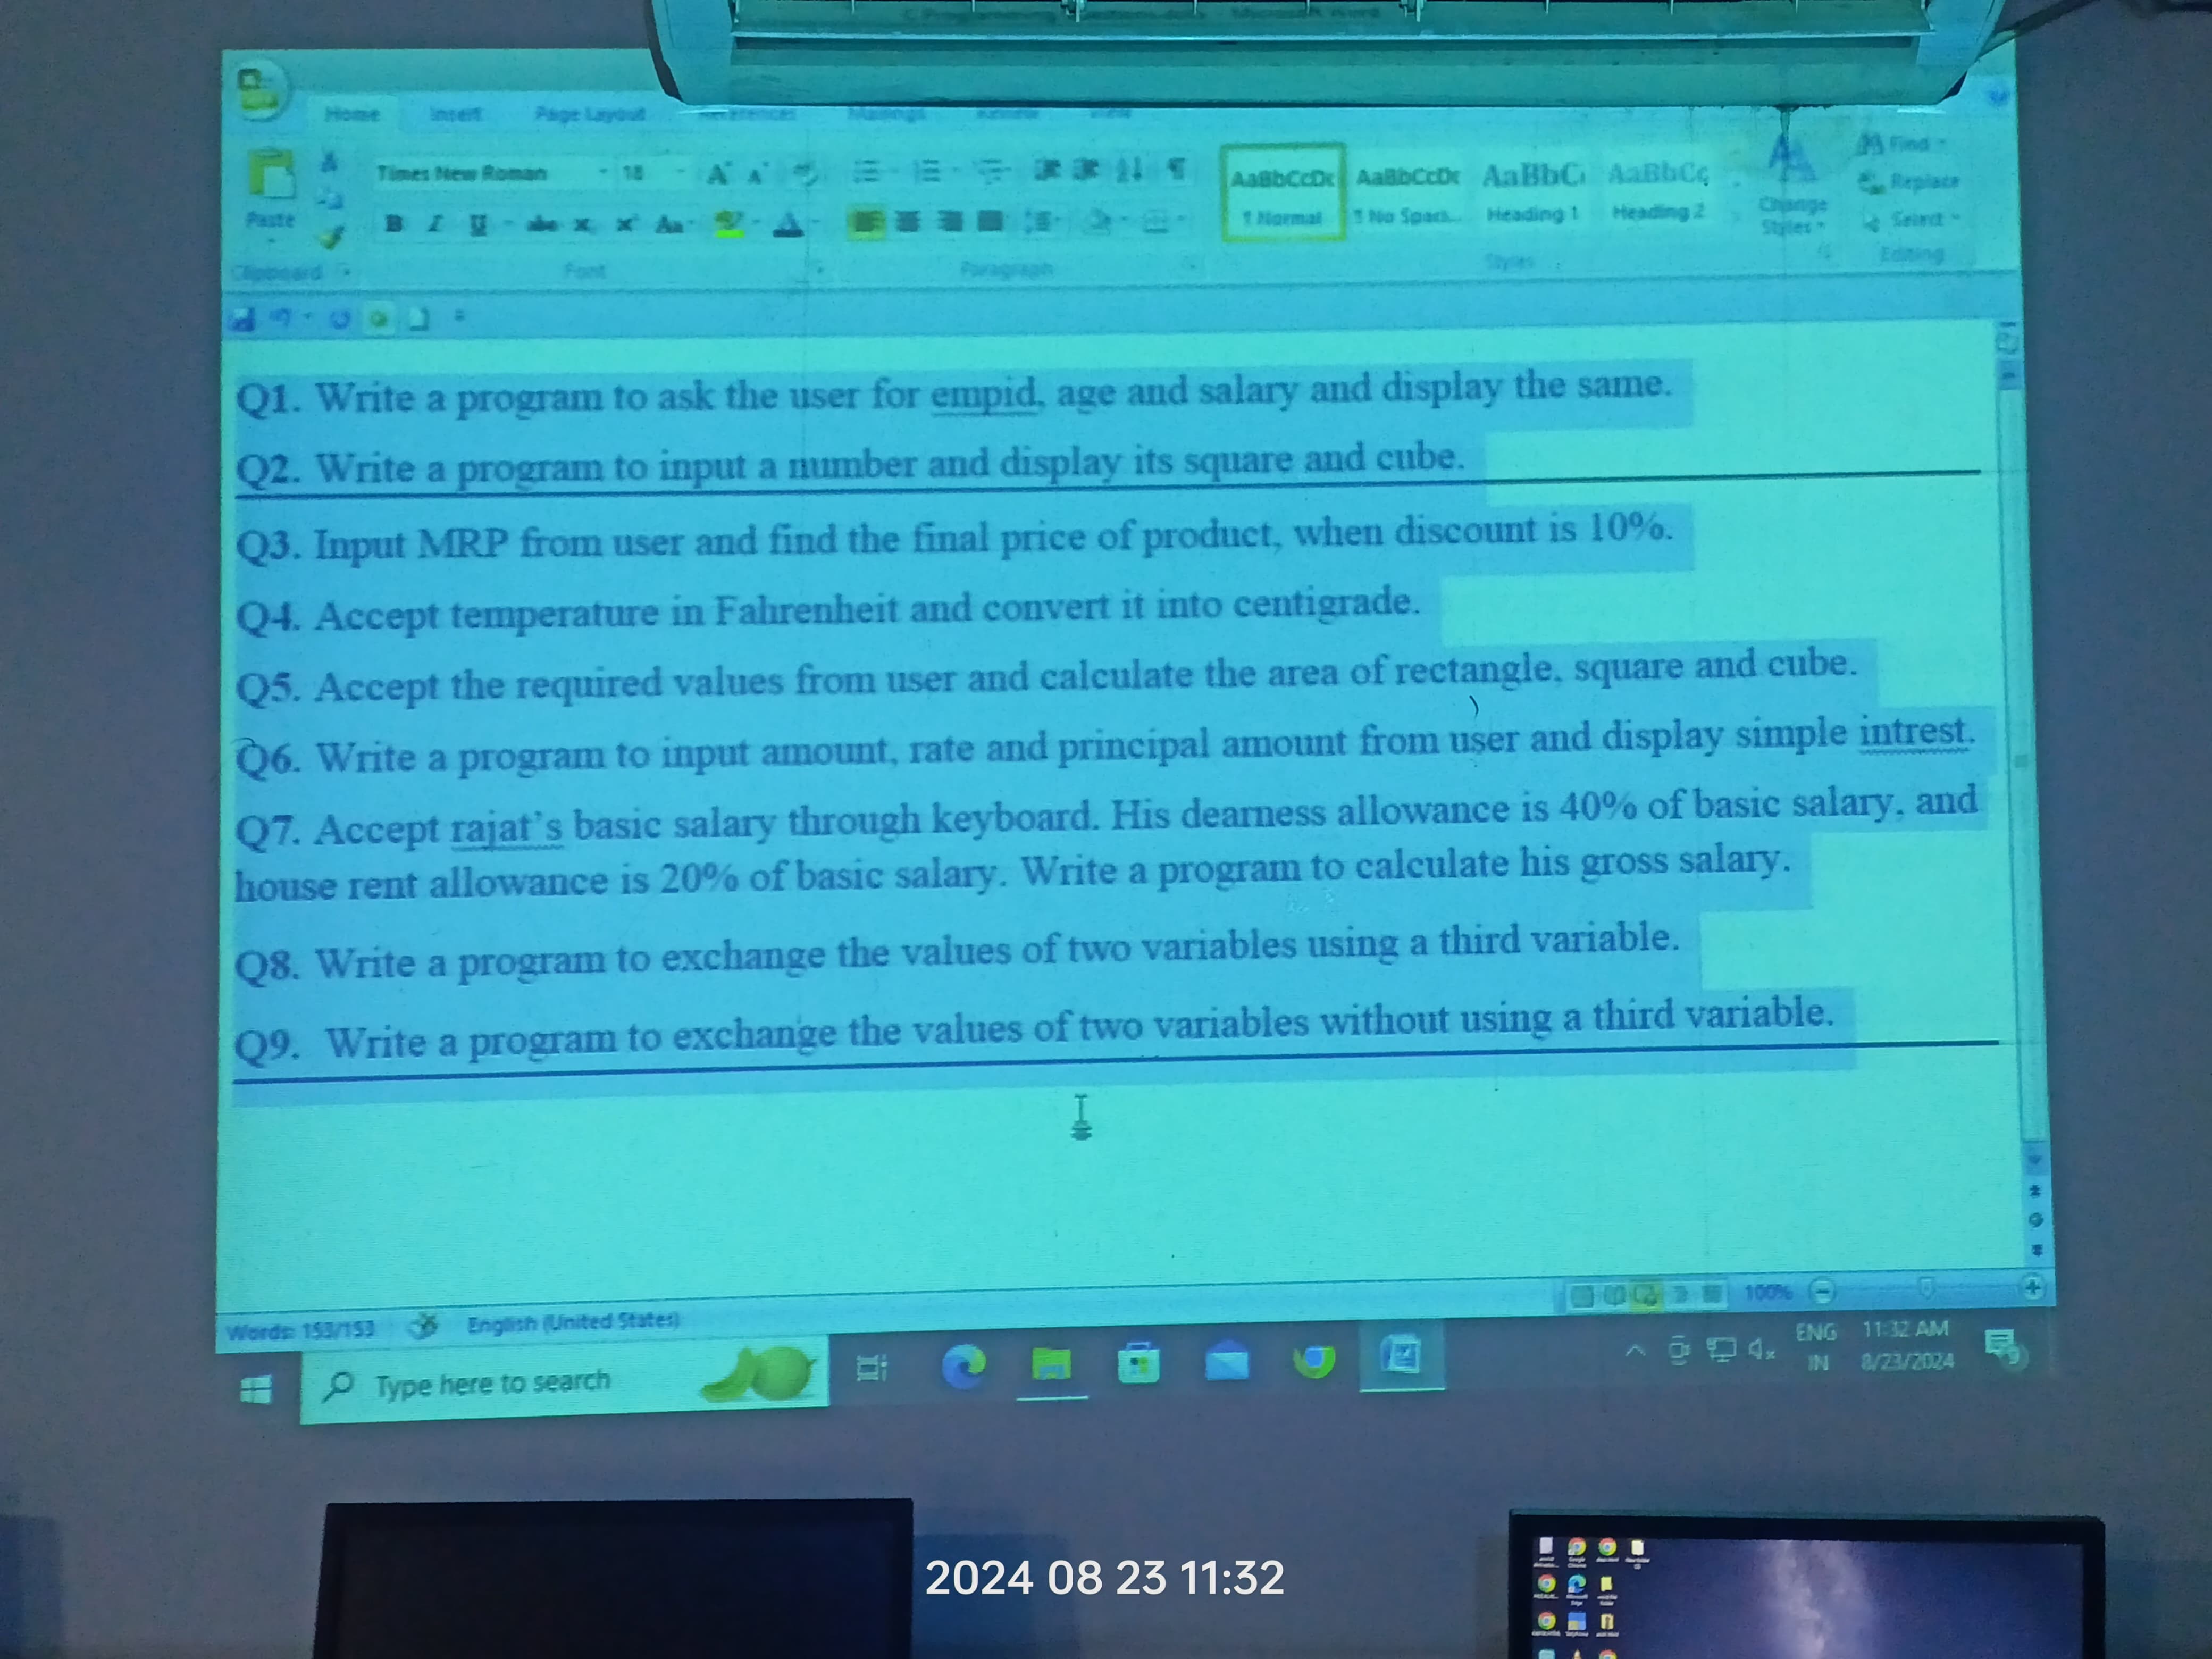 Home Insert Page Layout References Mailings Review View
Times New Roman 18
Paste
B I U abc x x Aa A
Clipboard Font Paragraph Styles Editing
AaBbCcDc AaBbCcDc AaBbC AaBbCc
¶ Normal ¶ No Spaci... Heading 1 Heading 2
Change Styles
Find
Replace
Select
Q1. Write a program to ask the user for empid, age and salary and display the same.
Q2. Write a program to input a number and display its square and cube.
Q3. Input MRP from user and find the final price of product, when discount is 10%.
Q4. Accept temperature in Fahrenheit and convert it into centigrade.
Q5. Accept the required values from user and calculate the area of rectangle, square and cube.
Q6. Write a program to input amount, rate and principal amount from user and display simple intrest.
Q7. Accept rajat's basic salary through keyboard. His dearness allowance is 40% of basic salary, and
house rent allowance is 20% of basic salary. Write a program to calculate his gross salary.
Q8. Write a program to exchange the values of two variables using a third variable.
Q9. Write a program to exchange the values of two variables without using a third variable.
Words: 153/153 English (United States) 100%
Type here to search
ENG 11:32 AM
IN 8/23/2024
2024 08 23 11:32